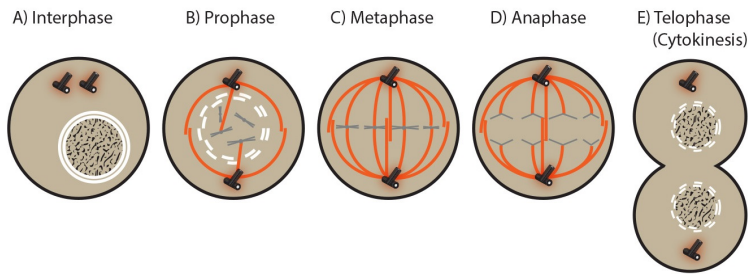 A) Interphase
B) Prophase
C) Metaphase
D) Anaphase
E) Telophase
(Cytokinesis)